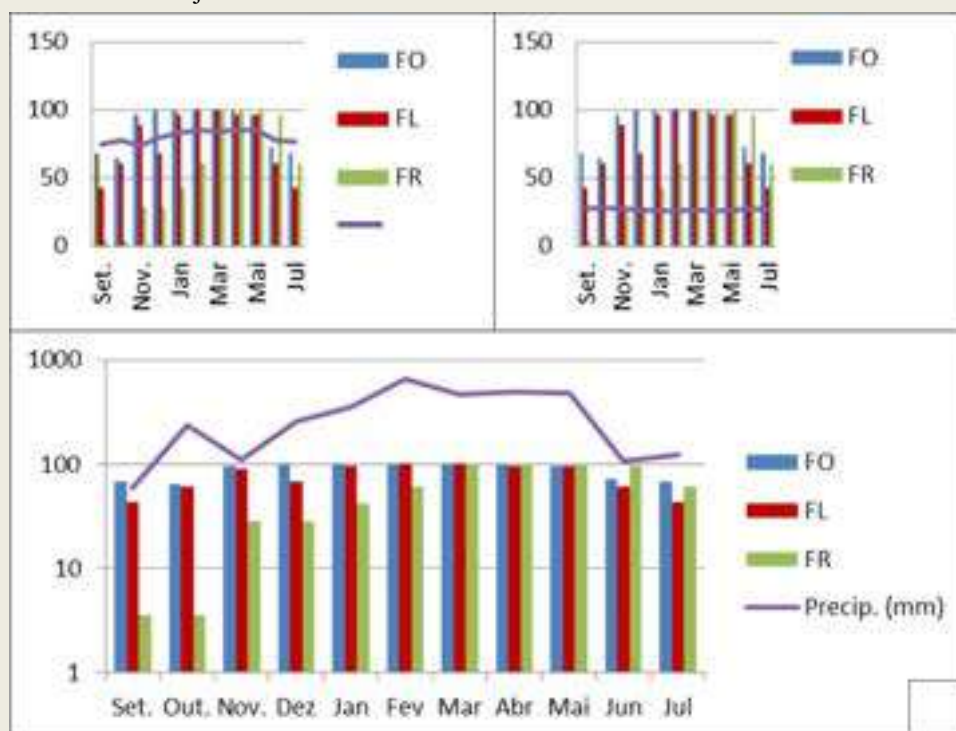 150
100
50
0
Set.
Nov.
Jan
Mar
Mai
Jul
FO
FL
FR
150
100
50
0
Set.
Nov.
Jan
Mar
Mai
Jul
FO
FL
FR
1000
100
10
1
Set. Out. Nov. Dez Jan Fev Mar Abr Mai Jun Jul
FO
FL
FR
Precip. (mm)